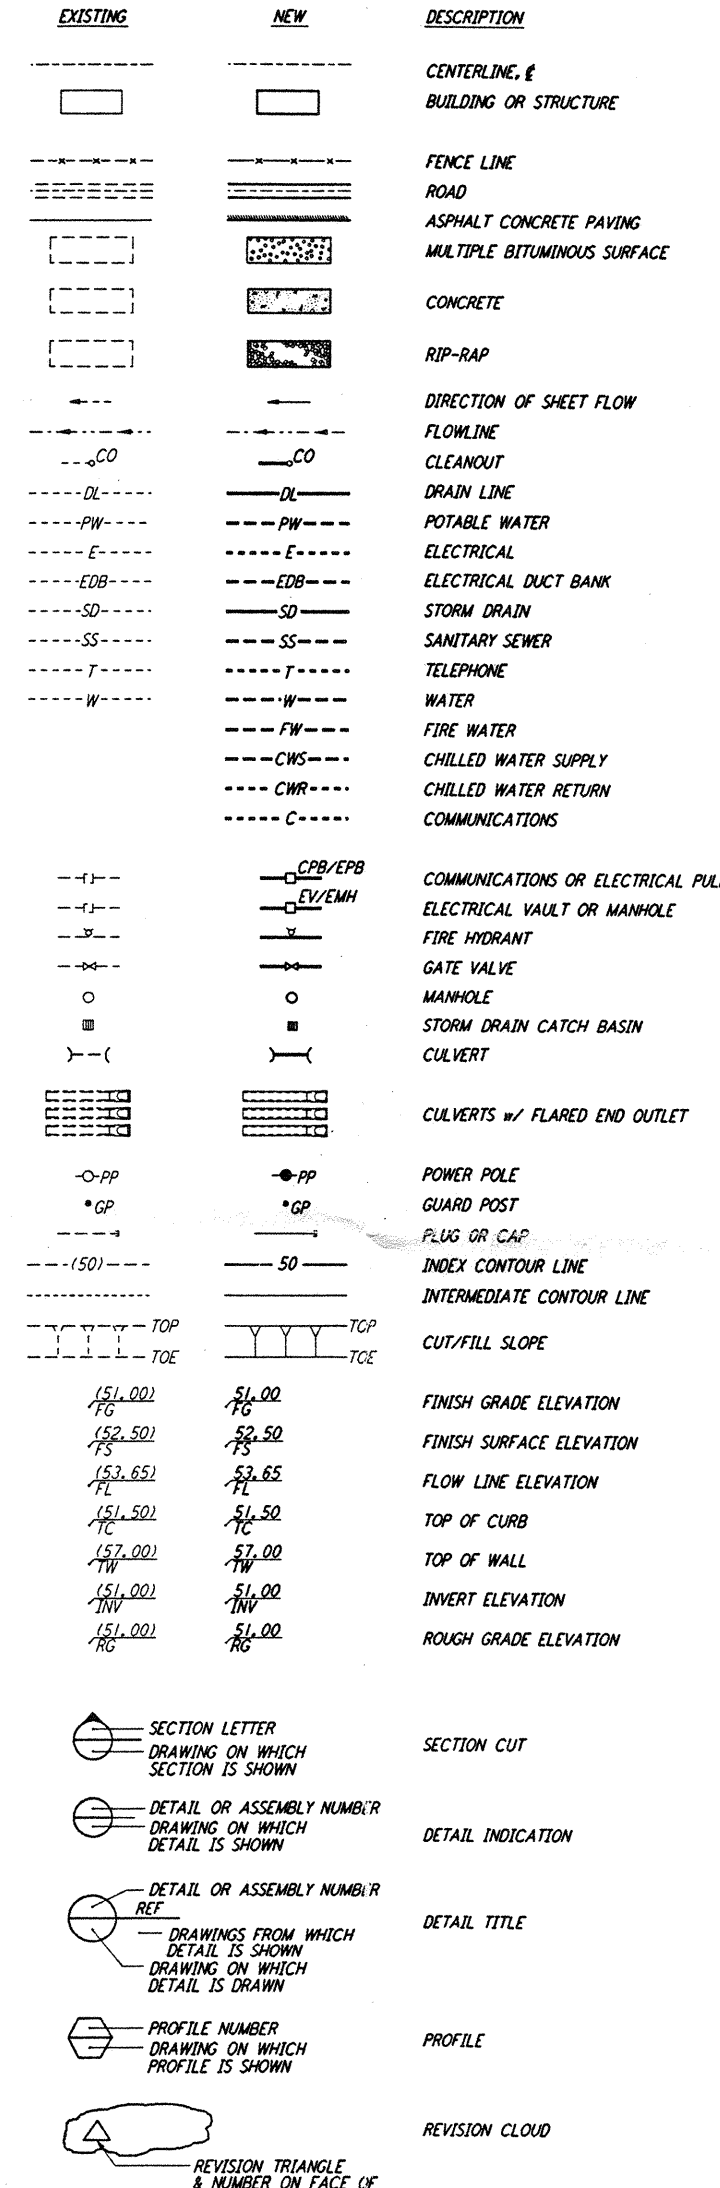 EXISTING NEW DESCRIPTION
CENTERLINE, ℄
BUILDING OR STRUCTURE
FENCE LINE
ROAD
ASPHALT CONCRETE PAVING
MULTIPLE BITUMINOUS SURFACE
CONCRETE
RIP-RAP
DIRECTION OF SHEET FLOW
FLOWLINE
CO CO CLEANOUT
DL DL DRAIN LINE
PW PW POTABLE WATER
E E ELECTRICAL
EDB EDB ELECTRICAL DUCT BANK
SD SD STORM DRAIN
SS SS SANITARY SEWER
T T TELEPHONE
W W WATER
FW FIRE WATER
CWS CHILLED WATER SUPPLY
CWR CHILLED WATER RETURN
C COMMUNICATIONS
CPB/EPB COMMUNICATIONS OR ELECTRICAL
EV/EMH ELECTRICAL VAULT OR MANHOLE
FIRE HYDRANT
GATE VALVE
MANHOLE
STORM DRAIN CATCH BASIN
CULVERT
CULVERTS w/ FLARED END OUTLET
PP PP POWER POLE
GP GP GUARD POST
PLUG OR CAP
(50) 50 INDEX CONTOUR LINE
INTERMEDIATE CONTOUR LINE
TOP TOP
CUT/FILL SLOPE
TOE TOE
(51.00) 51.00
FG FG FINISH GRADE ELEVATION
(52.50) 52.50
FS FS FINISH SURFACE ELEVATION
(53.65) 53.65
FL FL FLOW LINE ELEVATION
(51.50) 51.50
TC TC TOP OF CURB
(57.00) 57.00
TW TW TOP OF WALL
(51.00) 51.00
INV INV INVERT ELEVATION
(51.00) 51.00
RG RG ROUGH GRADE ELEVATION
SECTION LETTER
SECTION CUT
DRAWING ON WHICH
SECTION IS SHOWN
DETAIL OR ASSEMBLY NUMBER
DRAWING ON WHICH
DETAIL INDICATION
DETAIL IS SHOWN
DETAIL OR ASSEMBLY NUMBER
REF
DETAIL TITLE
DRAWINGS FROM WHICH
DETAIL IS SHOWN
DRAWING ON WHICH
DETAIL IS DRAWN
PROFILE NUMBER
PROFILE
DRAWING ON WHICH
PROFILE IS SHOWN
REVISION CLOUD
REVISION TRIANGLE
& NUMBER ON FACE OF